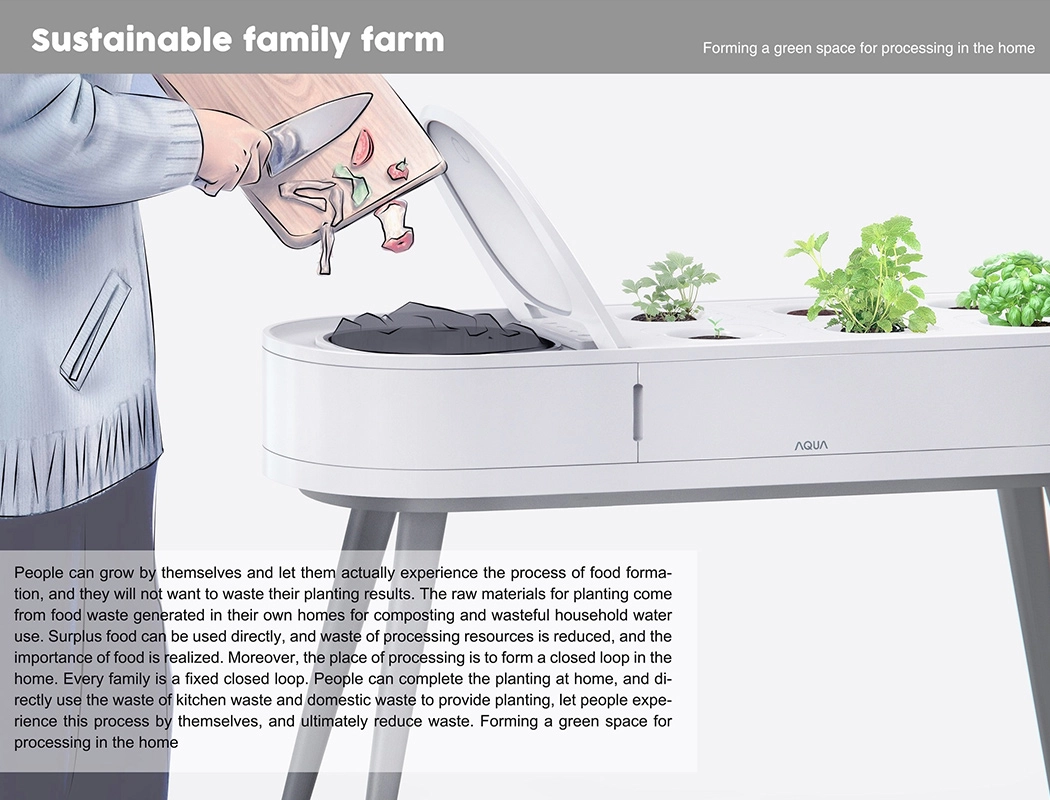 Sustainable family farm
Forming a green space for processing in the home
AQUA
People can grow by themselves and let them actually experience the process of food forma-
tion, and they will not want to waste their planting results. The raw materials for planting come
from food waste generated in their own homes for composting and wasteful household water
use. Surplus food can be used directly, and waste of processing resources is reduced, and the
importance of food is realized. Moreover, the place of processing is to form a closed loop in the
home. Every family is a fixed closed loop. People can complete the planting at home, and di-
rectly use the waste of kitchen waste and domestic waste to provide planting, let people expe-
rience this process by themselves, and ultimately reduce waste. Forming a green space for
processing in the home